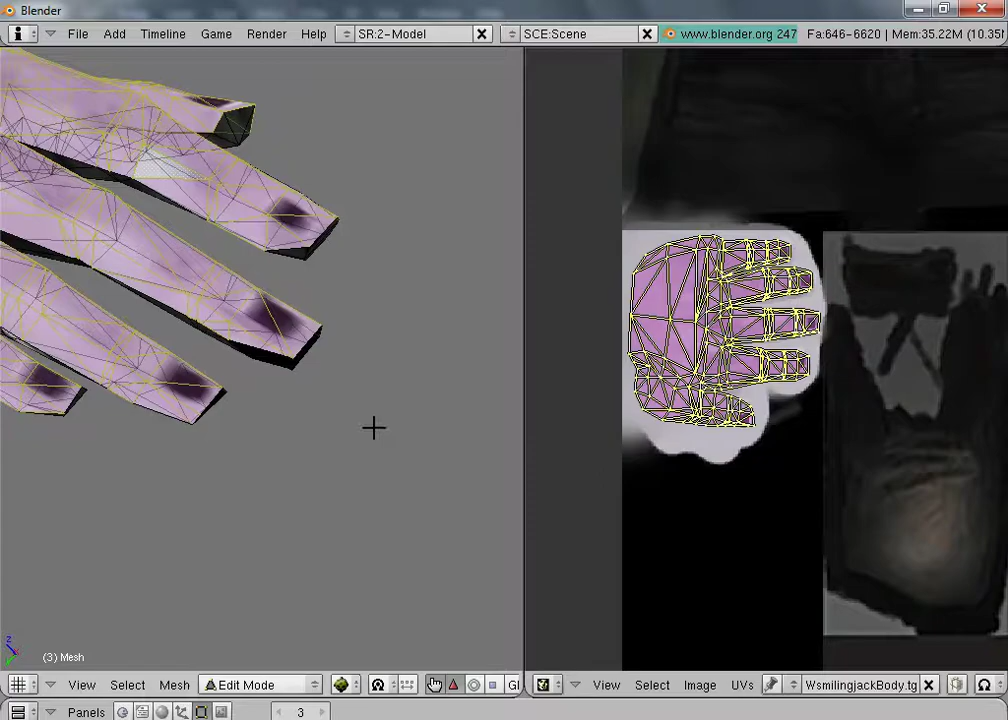 Blender
File Add Timeline Game Render Help SR:2-Model SCE:Scene www.blender.org 247 Fa:646-6620 | Mem:35.22M (10.35
z
(3) Mesh
View Select Mesh Edit Mode Gl View Select Image UVs WsmilingjackBody.tg
Panels 3